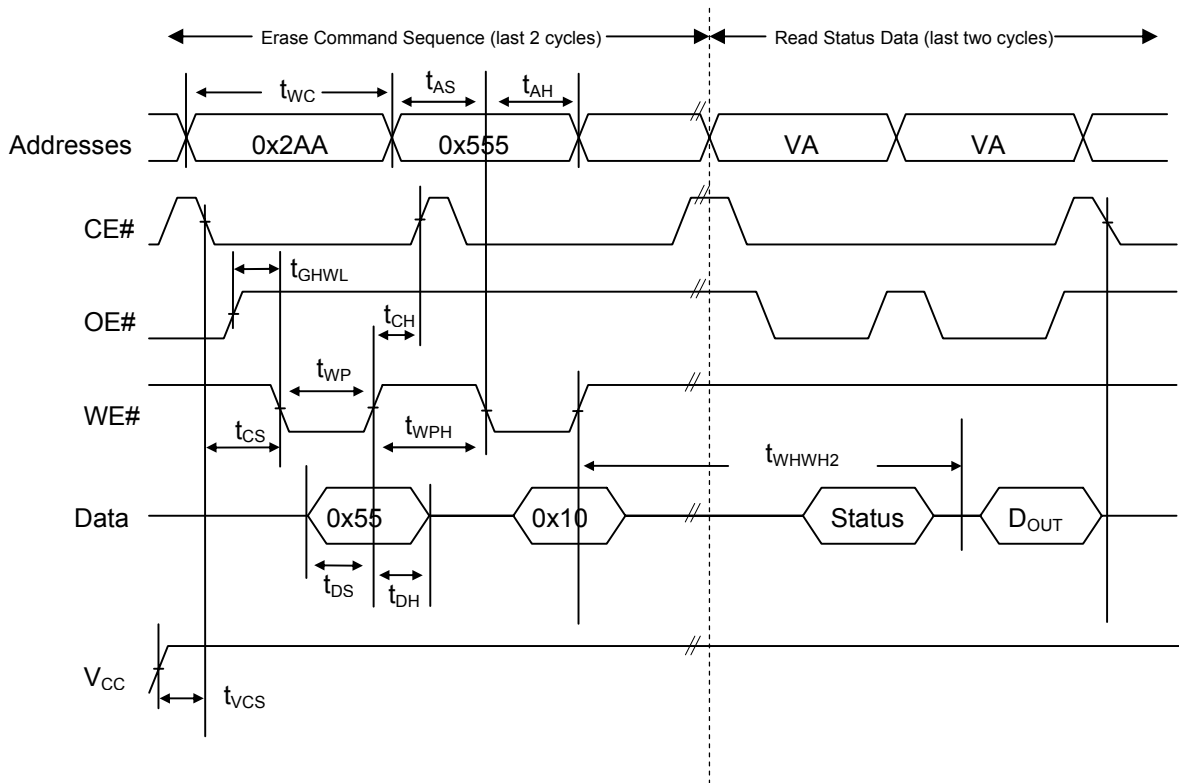 Erase Command Sequence (last 2 cycles)
Read Status Data (last two cycles)
tWC
tAS
tAH
Addresses
0x2AA
0x555
VA
VA
CE#
tGHWL
OE#
tCH
tWP
WE#
tCS
tWPH
tWHWH2
Data
0x55
0x10
Status
DOUT
tDS
tDH
VCC
tVCS